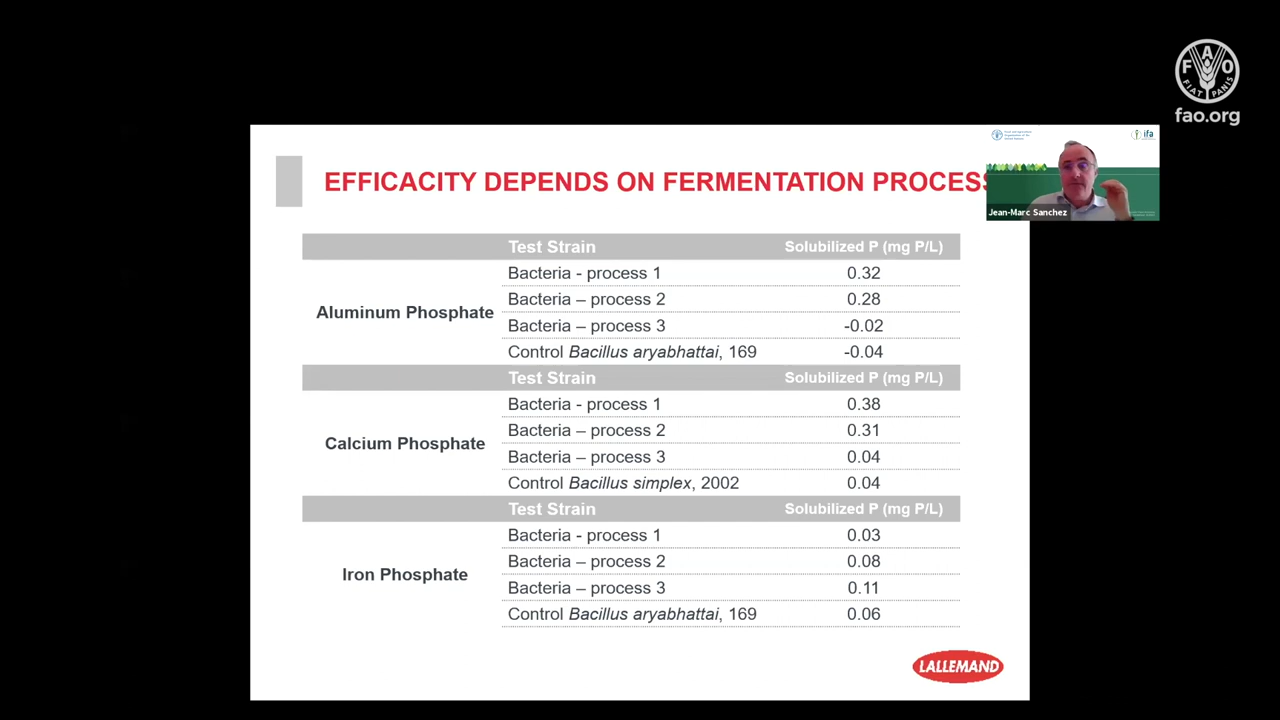 FAO
FIAT PANIS
fao.org
ifa
EFFICACITY DEPENDS ON FERMENTATION PROCESS
Jean-Marc Sanchez
Test Strain Solubilized P (mg P/L)
Aluminum Phosphate
Bacteria - process 1 0.32
Bacteria – process 2 0.28
Bacteria – process 3 -0.02
Control Bacillus aryabhattai, 169 -0.04
Test Strain Solubilized P (mg P/L)
Calcium Phosphate
Bacteria - process 1 0.38
Bacteria – process 2 0.31
Bacteria – process 3 0.04
Control Bacillus simplex, 2002 0.04
Test Strain Solubilized P (mg P/L)
Iron Phosphate
Bacteria - process 1 0.03
Bacteria – process 2 0.08
Bacteria – process 3 0.11
Control Bacillus aryabhattai, 169 0.06
LALLEMAND